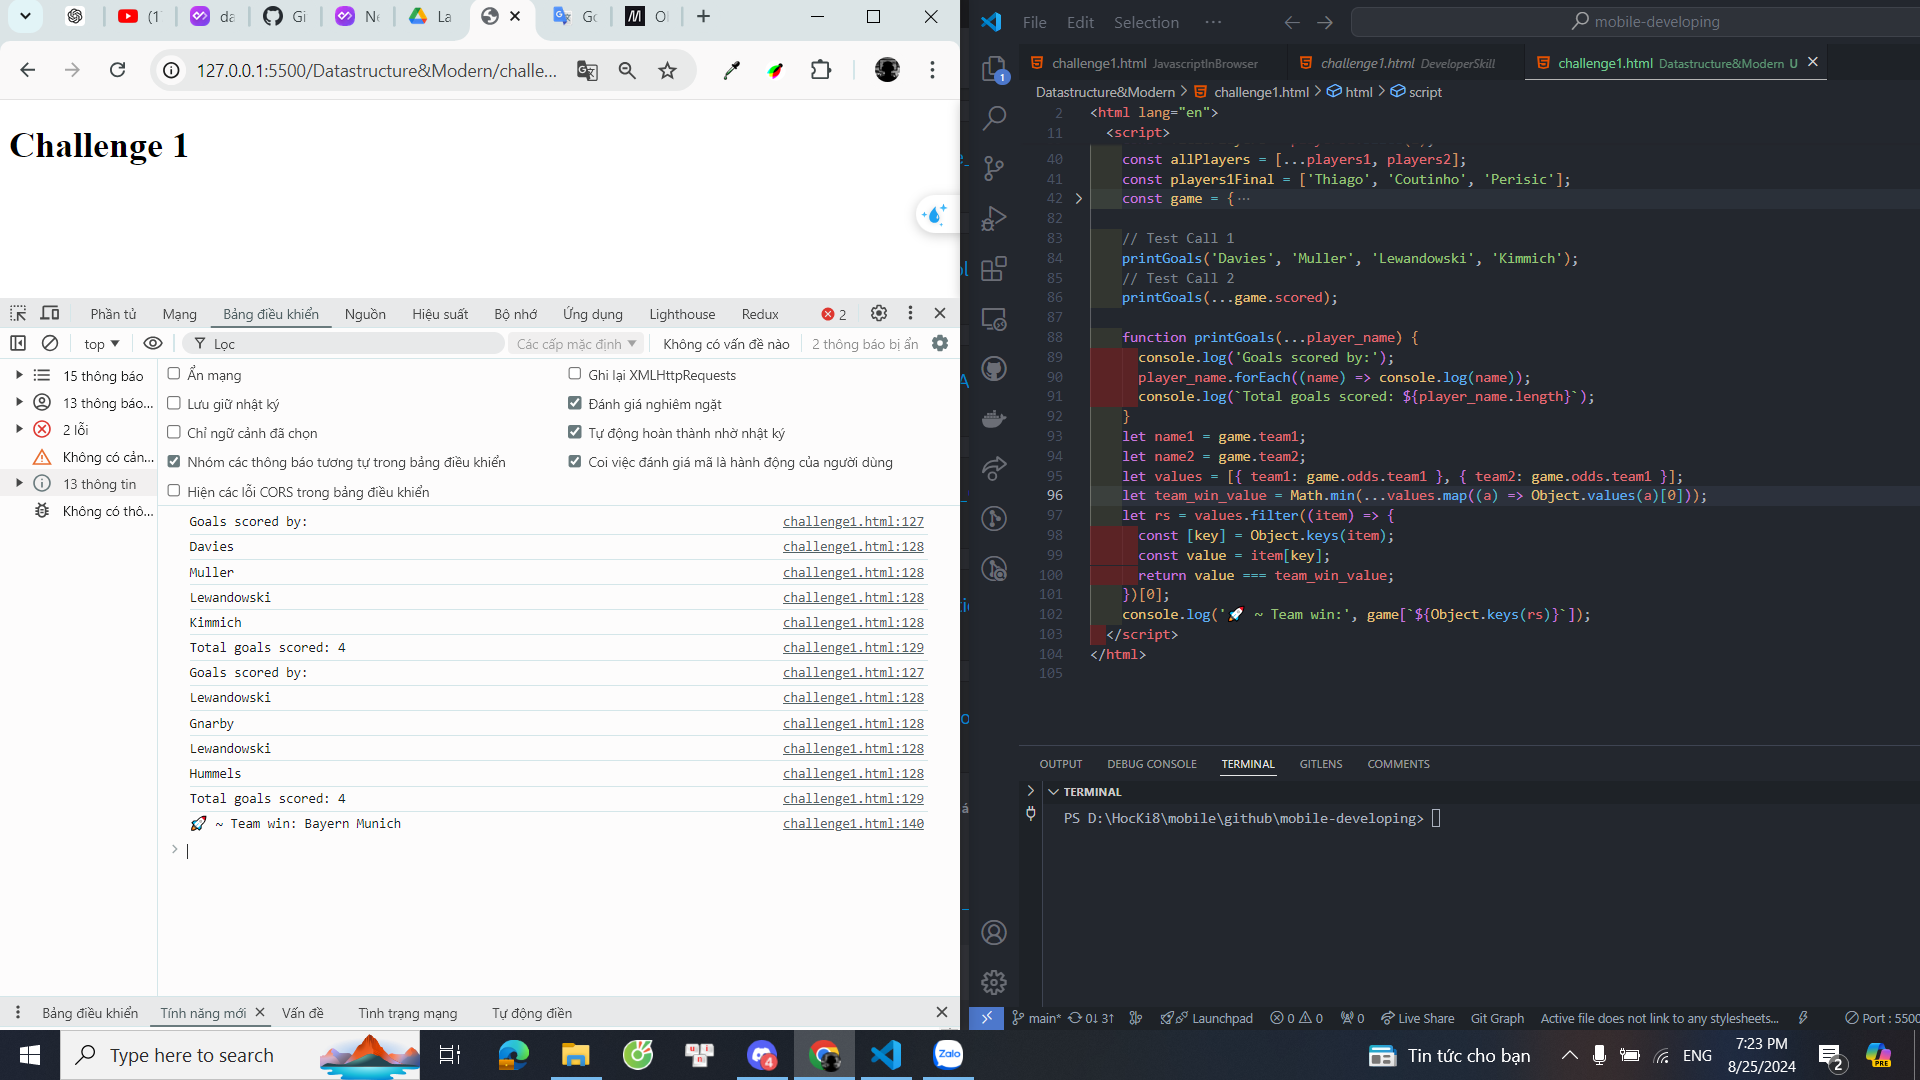 (1
da
Gi
Ne
La
Go
O
127.0.0.1:5500/Datastructure&Modern/challe...
Challenge 1
Phần tử
Mạng
Bảng điều khiển
Nguồn
Hiệu suất
Bộ nhớ
Ứng dụng
Lighthouse
Redux
2
top
Lọc
Các cấp mặc định
Không có vấn đề nào
2 thông báo bị ẩn
15 thông báo
13 thông báo...
2 lỗi
Không có cản...
13 thông tin
Không có thô...
Ẩn mạng
Ghi lại XMLHttpRequests
Lưu giữ nhật ký
Đánh giá nghiêm ngặt
Chỉ ngữ cảnh đã chọn
Tự động hoàn thành nhờ nhật ký
Nhóm các thông báo tương tự trong bảng điều khiển
Coi việc đánh giá mã là hành động của người dùng
Hiện các lỗi CORS trong bảng điều khiển
Goals scored by: challenge1.html:127
Davies challenge1.html:128
Muller challenge1.html:128
Lewandowski challenge1.html:128
Kimmich challenge1.html:128
Total goals scored: 4 challenge1.html:129
Goals scored by: challenge1.html:127
Lewandowski challenge1.html:128
Gnarby challenge1.html:128
Lewandowski challenge1.html:128
Hummels challenge1.html:128
Total goals scored: 4 challenge1.html:129
🚀 ~ Team win: Bayern Munich challenge1.html:140
Bảng điều khiển
Tính năng mới
Vấn đề
Tình trạng mạng
Tự động điền
File Edit Selection ···
mobile-developing
challenge1.html JavascriptInBrowser
challenge1.html DeveloperSkill
challenge1.html Datastructure&Modern U
Datastructure&Modern > challenge1.html > html > script
2 <html lang="en">
11 <script>
40 const allPlayers = [...players1, players2];
41 const players1Final = ['Thiago', 'Coutinho', 'Perisic'];
42 const game = {···
82
83 // Test Call 1
84 printGoals('Davies', 'Muller', 'Lewandowski', 'Kimmich');
85 // Test Call 2
86 printGoals(...game.scored);
87
88 function printGoals(...player_name) {
89 console.log('Goals scored by:');
90 player_name.forEach((name) => console.log(name));
91 console.log(`Total goals scored: ${player_name.length}`);
92 }
93 let name1 = game.team1;
94 let name2 = game.team2;
95 let values = [{ team1: game.odds.team1 }, { team2: game.odds.team1 }];
96 let team_win_value = Math.min(...values.map((a) => Object.values(a)[0]));
97 let rs = values.filter((item) => {
98 const [key] = Object.keys(item);
99 const value = item[key];
100 return value === team_win_value;
101 })[0];
102 console.log('🚀 ~ Team win:', game[`${Object.keys(rs)}`]);
103 </script>
104 </html>
105
1
OUTPUT
DEBUG CONSOLE
TERMINAL
GITLENS
COMMENTS
TERMINAL
PS D:\HocKi8\mobile\github\mobile-developing>
main*
0↓ 3↑
Launchpad
0
0
0
Live Share
Git Graph
Active file does not link to any stylesheets...
Port : 5500
Type here to search
4
Zalo
Tin tức cho bạn
ENG
7:23 PM
8/25/2024
2
PRE